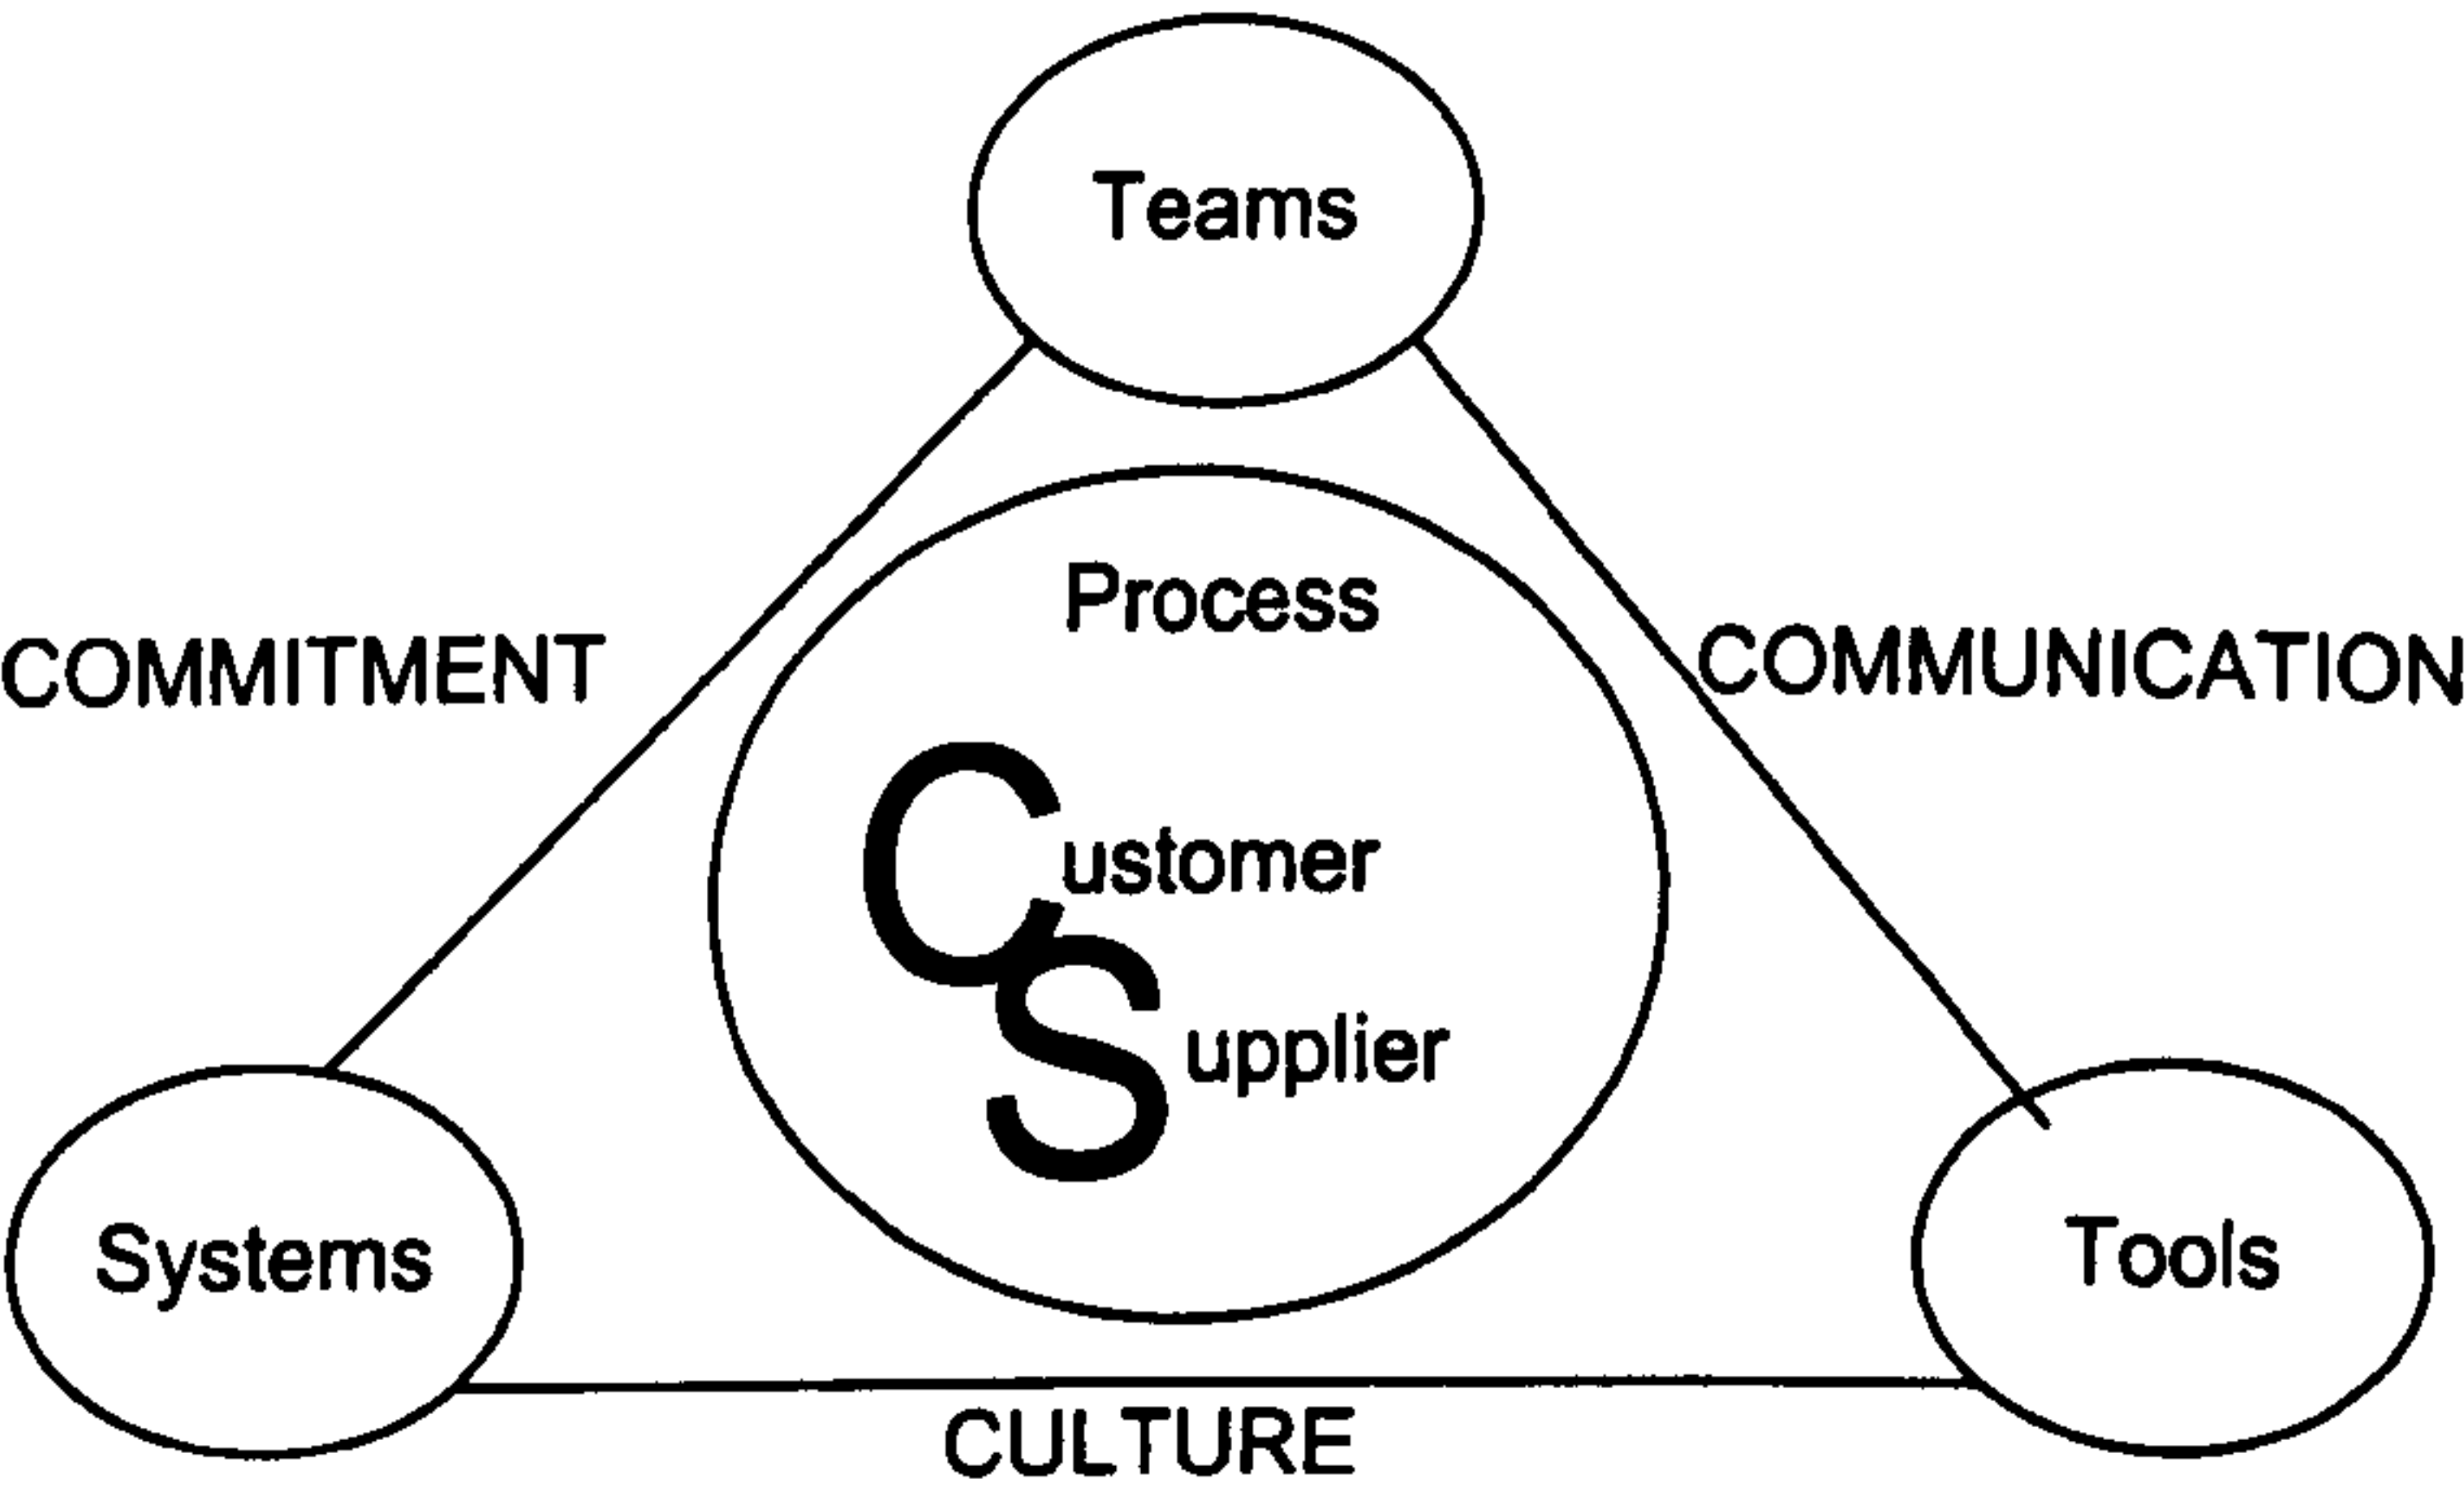 Teams
Process
COMMITMENT
COMMUNICATION
Customer
Supplier
Systems
Tools
CULTURE